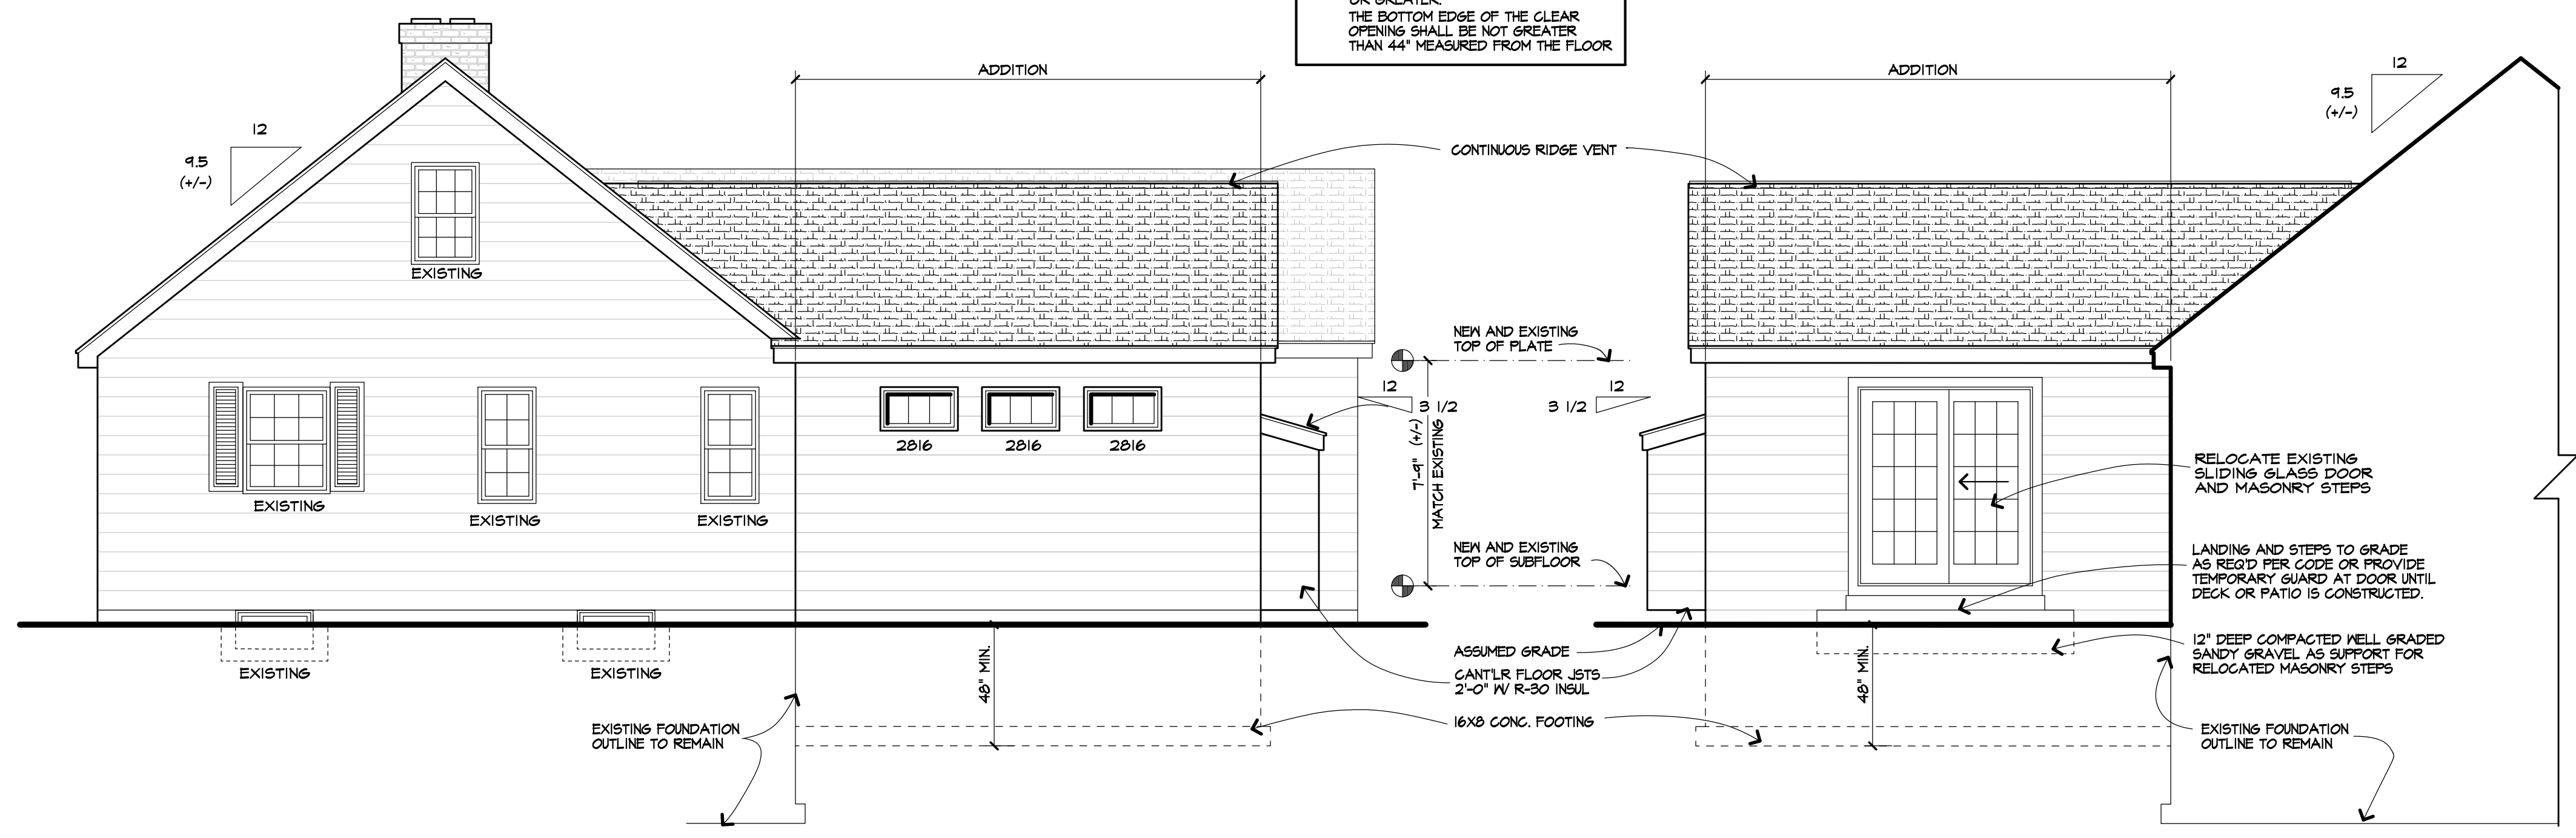 OR GREATER.
THE BOTTOM EDGE OF THE CLEAR
OPENING SHALL BE NOT GREATER
THAN 44" MEASURED FROM THE FLOOR
ADDITION
ADDITION
12
9.5
(+/-)
12
9.5
(+/-)
CONTINUOUS RIDGE VENT
EXISTING
NEW AND EXISTING
TOP OF PLATE
12
3 1/2
12
3 1/2
2816
2816
2816
7'-9" (+/-)
MATCH EXISTING
EXISTING
EXISTING
EXISTING
RELOCATE EXISTING
SLIDING GLASS DOOR
AND MASONRY STEPS
NEW AND EXISTING
TOP OF SUBFLOOR
LANDING AND STEPS TO GRADE
AS REQ'D PER CODE OR PROVIDE
TEMPORARY GUARD AT DOOR UNTIL
DECK OR PATIO IS CONSTRUCTED.
EXISTING
EXISTING
48" MIN.
ASSUMED GRADE
CANT'LR FLOOR JSTS
2'-0" W/ R-30 INSUL
48" MIN.
12" DEEP COMPACTED WELL GRADED
SANDY GRAVEL AS SUPPORT FOR
RELOCATED MASONRY STEPS
EXISTING FOUNDATION
OUTLINE TO REMAIN
16X8 CONC. FOOTING
EXISTING FOUNDATION
OUTLINE TO REMAIN